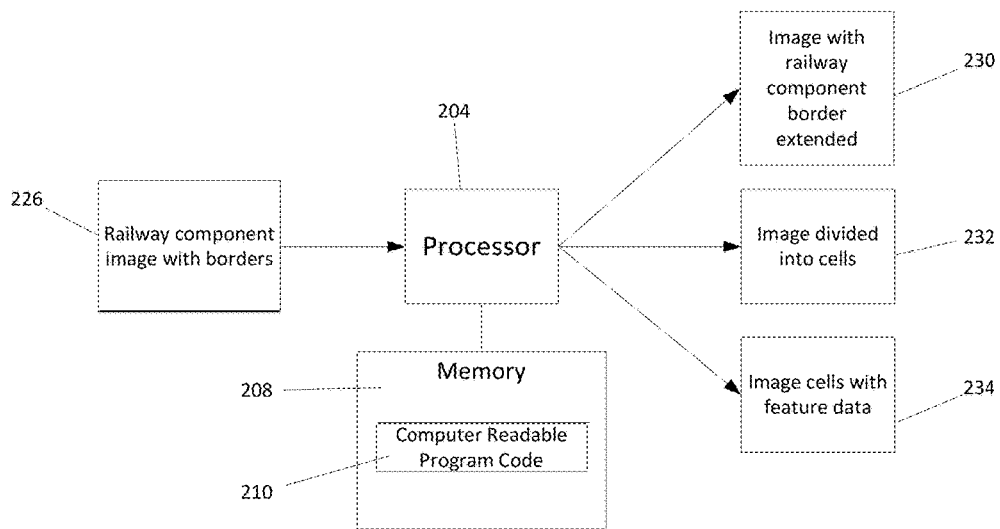 226
Railway component
image with borders
204
Processor
Memory
208
Computer Readable
Program Code
210
Image with
railway
component
border
extended
230
Image divided
into cells
232
Image cells with
feature data
234